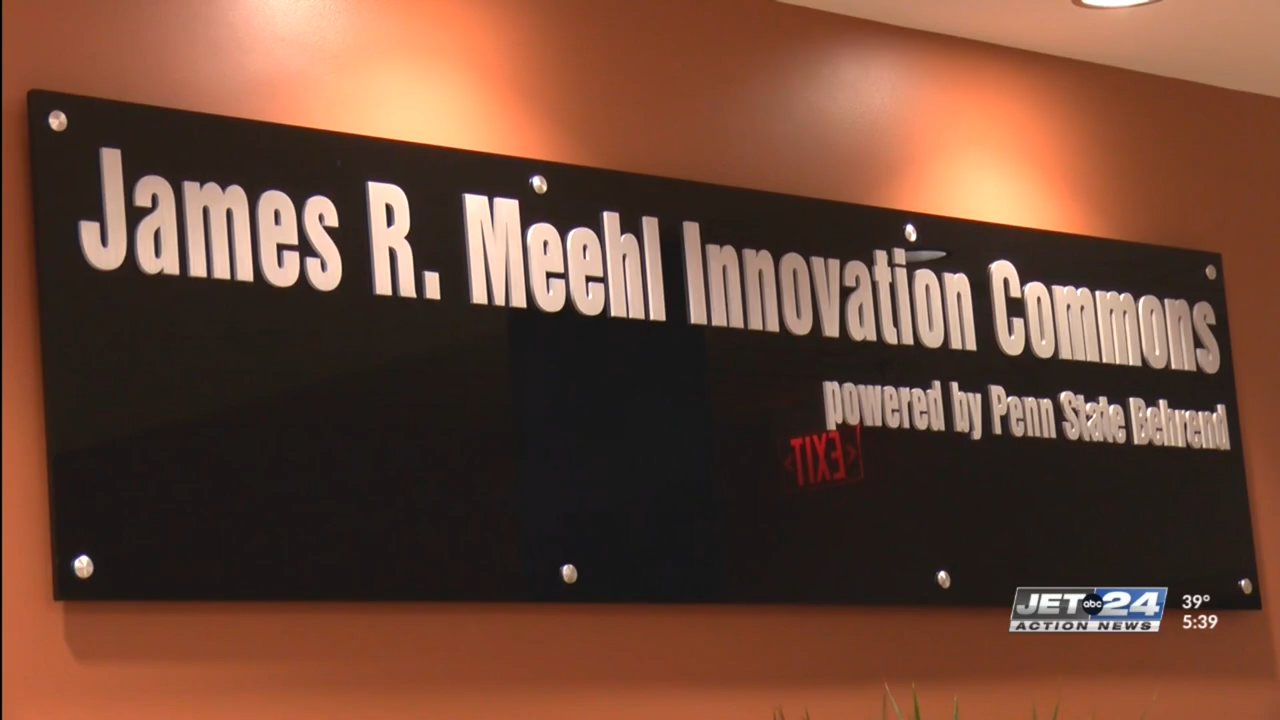 James R. Meehl Innovation Commons
powered by Penn State Behrend
EXIT
JET abc 24
ACTION NEWS
39°
5:39